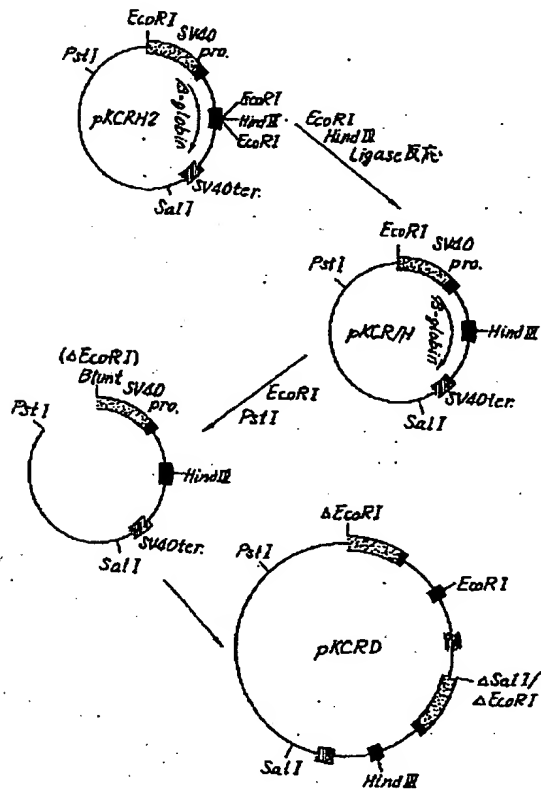 EcoRI
SV40
pro.
PstI
EcoRI
HindIII
EcoRI
pKCRH2
β-globin
SV40ter.
SalI
EcoRI
HindIII
Ligase反応
EcoRI
SV40
pro.
PstI
pKCR/H
β-globin
HindIII
SV40ter.
SalI
EcoRI
PstI
(ΔEcoRI)
Blunt
SV40
pro.
PstI
HindIII
SV40ter.
SalI
ΔEcoRI
PstI
EcoRI
pKCRD
ΔSalI/
ΔEcoRI
SalI
HindIII